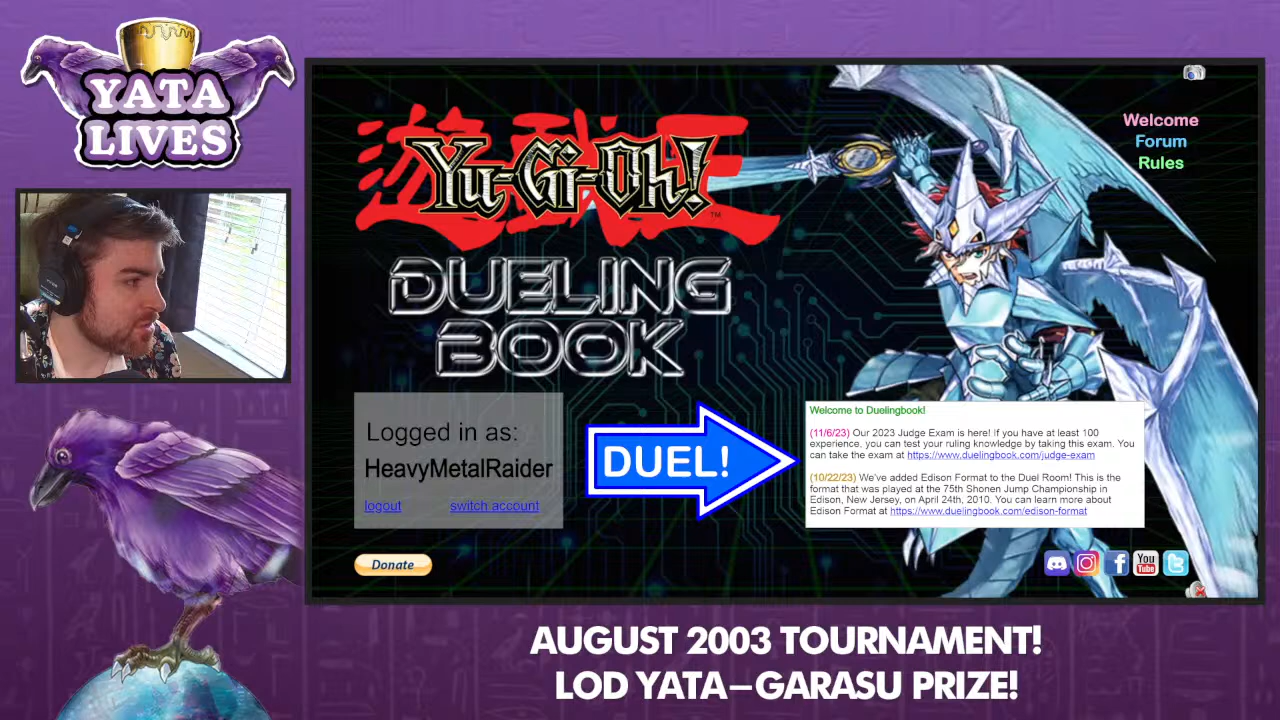 YATA
LIVES
遊戯王
Yu-Gi-Oh!
TM
DUELING
BOOK
Welcome
Forum
Rules
Logged in as:
HeavyMetalRaider
logout switch account
DUEL!
Welcome to Duelingbook!
(11/6/23) Our 2023 Judge Exam is here! If you have at least 100
experience, you can test your ruling knowledge by taking this exam. You
can take the exam at https://www.duelingbook.com/judge-exam
(10/22/23) We've added Edison Format to the Duel Room! This is the
format that was played at the 75th Shonen Jump Championship in
Edison, New Jersey, on April 24th, 2010. You can learn more about
Edison Format at https://www.duelingbook.com/edison-format
Donate
You
Tube
AUGUST 2003 TOURNAMENT!
LOD YATA–GARASU PRIZE!